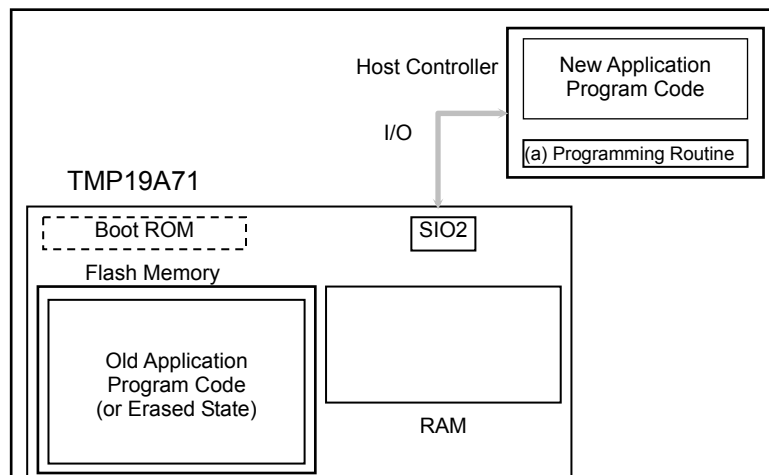 Host Controller
New Application
Program Code
I/O
(a) Programming Routine
TMP19A71
Boot ROM
SIO2
Flash Memory
Old Application
Program Code
(or Erased State)
RAM